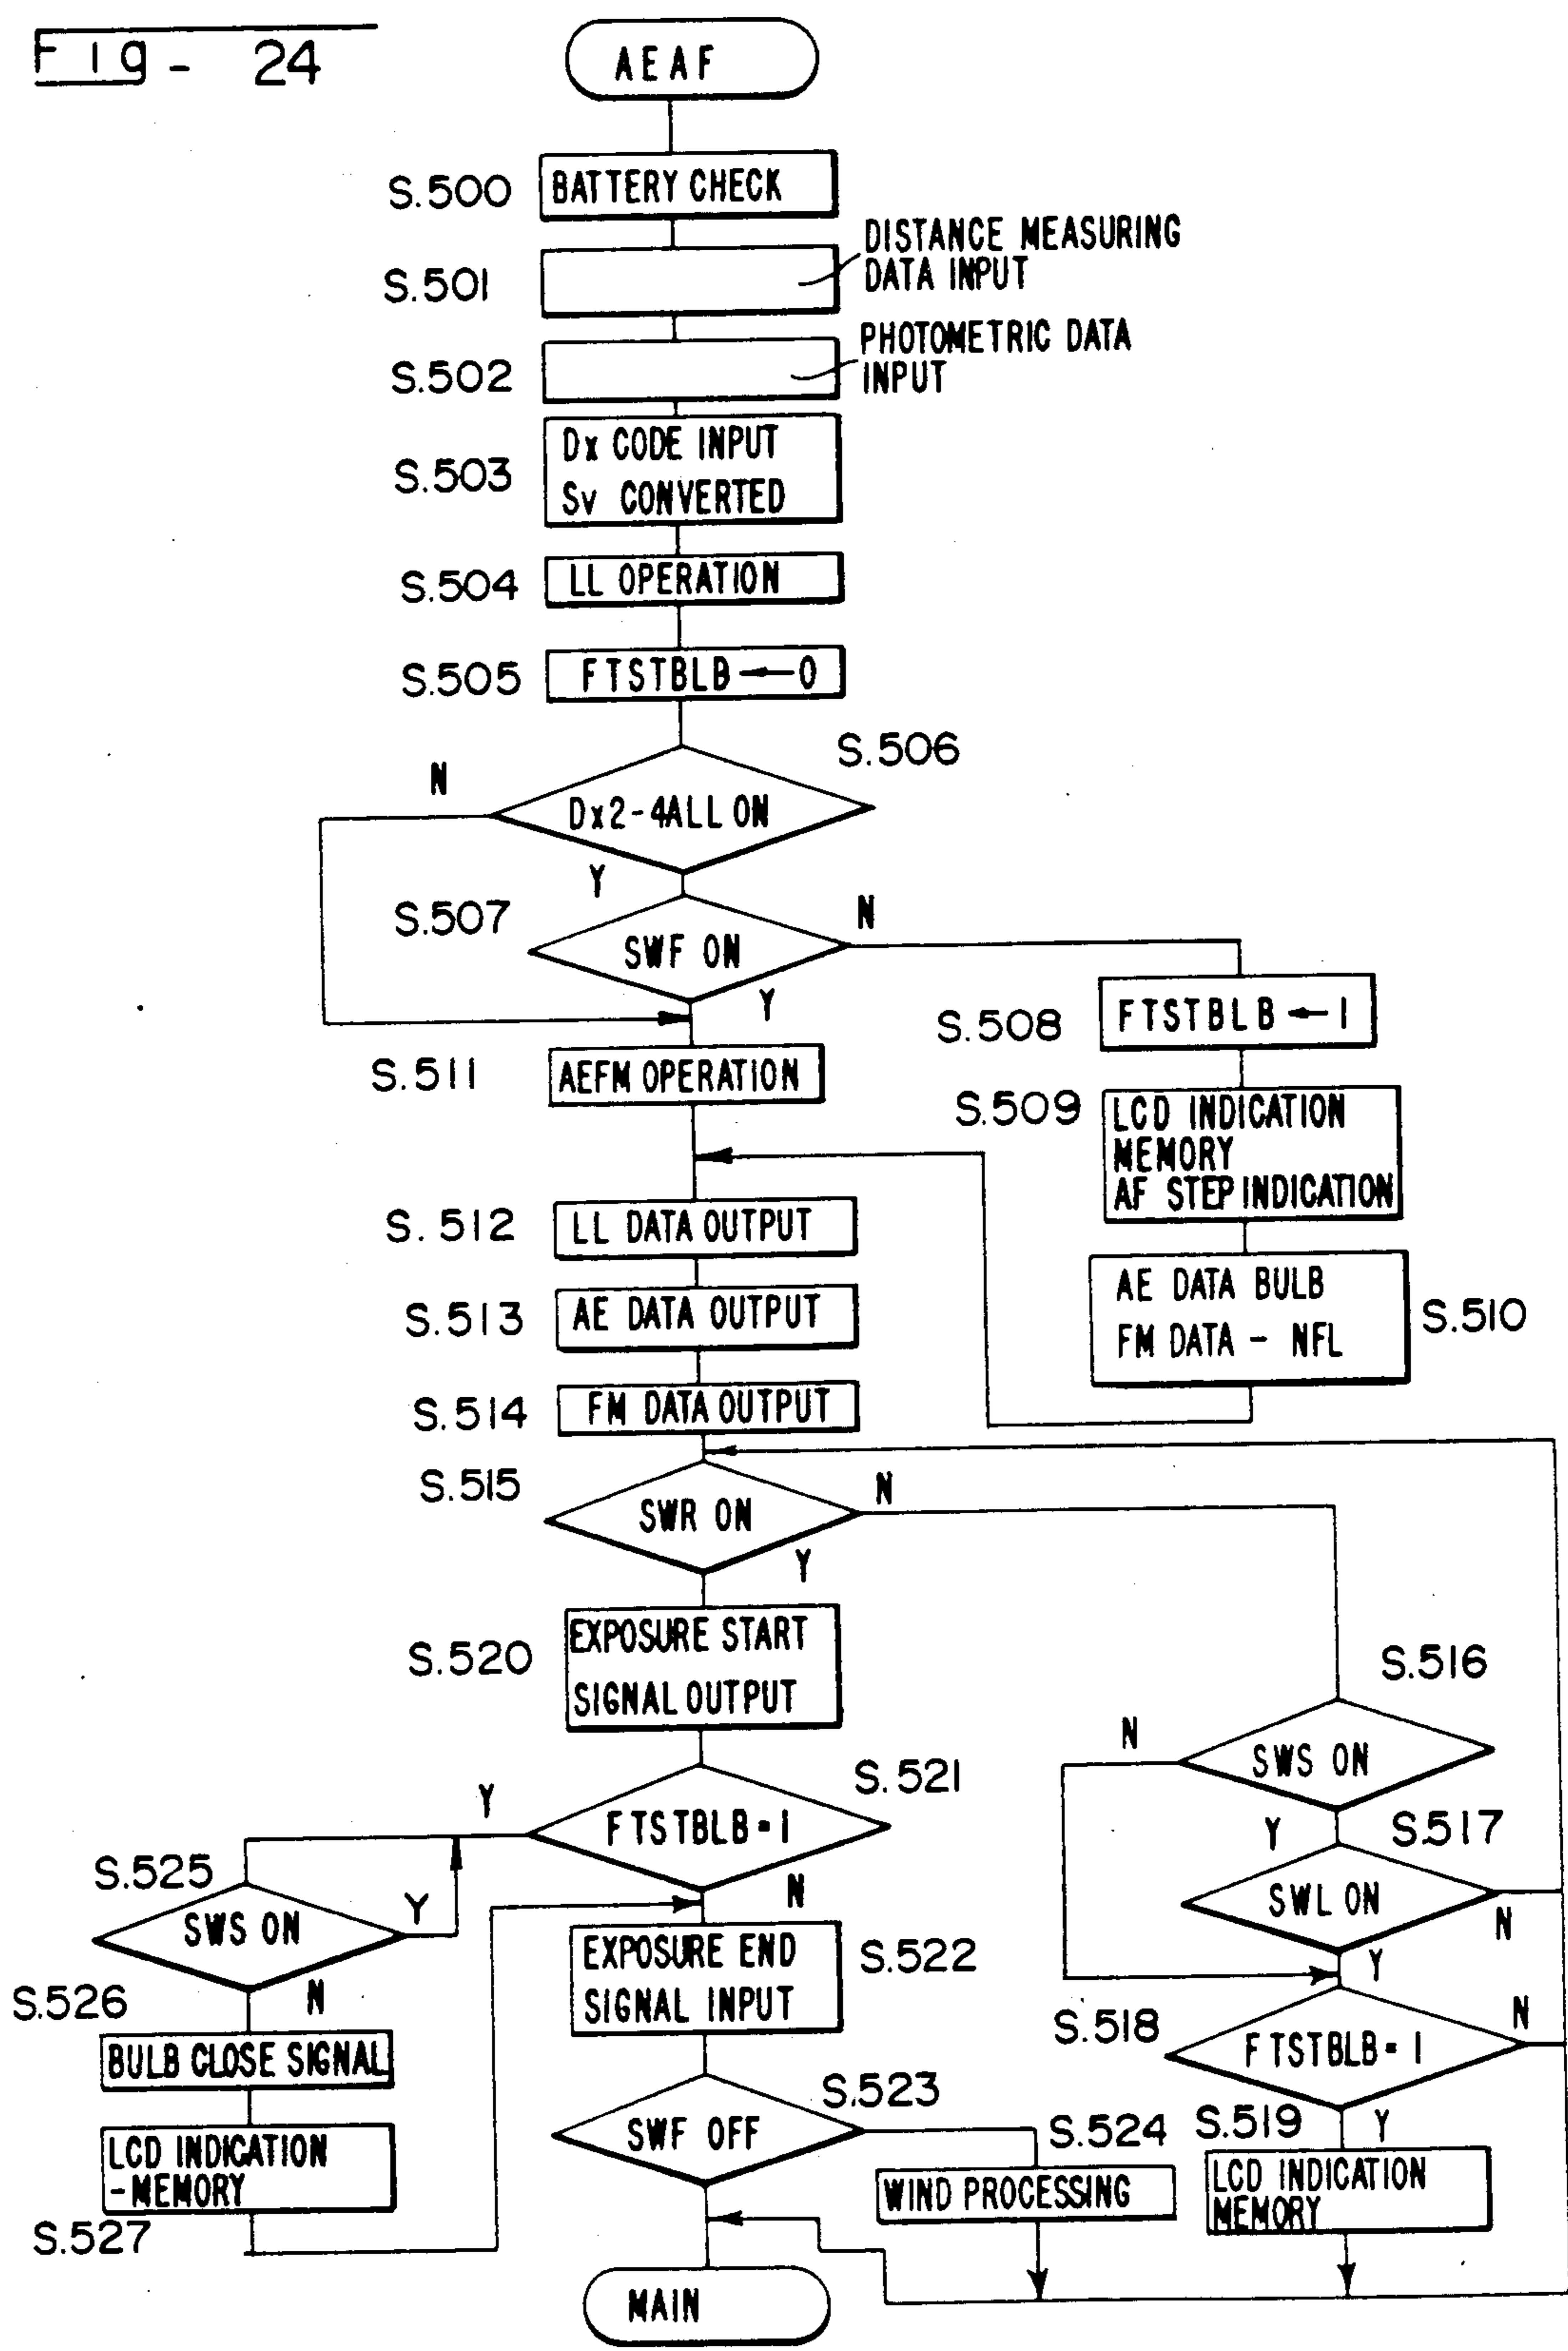 Fig - 24
AEAF
S.500
BATTERY CHECK
S.501
DISTANCE MEASURING
DATA INPUT
S.502
PHOTOMETRIC DATA
INPUT
S.503
Dx CODE INPUT
Sv CONVERTED
S.504
LL OPERATION
S.505
FTSTBLB ← 0
S.506
N
Dx2-4ALL ON
Y
S.507
SWF ON
N
Y
S.508
FTSTBLB ← 1
S.511
AEFM OPERATION
S.509
LCD INDICATION
MEMORY
AF STEP INDICATION
S.512
LL DATA OUTPUT
S.513
AE DATA OUTPUT
AE DATA BULB
FM DATA - NFL
S.510
S.514
FM DATA OUTPUT
S.515
SWR ON
N
Y
S.520
EXPOSURE START
SIGNAL OUTPUT
S.516
N
SWS ON
Y
S.521
Y
FTSTBLB = 1
N
S.517
SWL ON
N
Y
S.525
SWS ON
Y
N
S.522
EXPOSURE END
SIGNAL INPUT
S.526
BULB CLOSE SIGNAL
S.518
FTSTBLB = 1
N
Y
S.523
SWF OFF
S.524
WIND PROCESSING
S.519
LCD INDICATION
MEMORY
LCD INDICATION
-MEMORY
S.527
MAIN